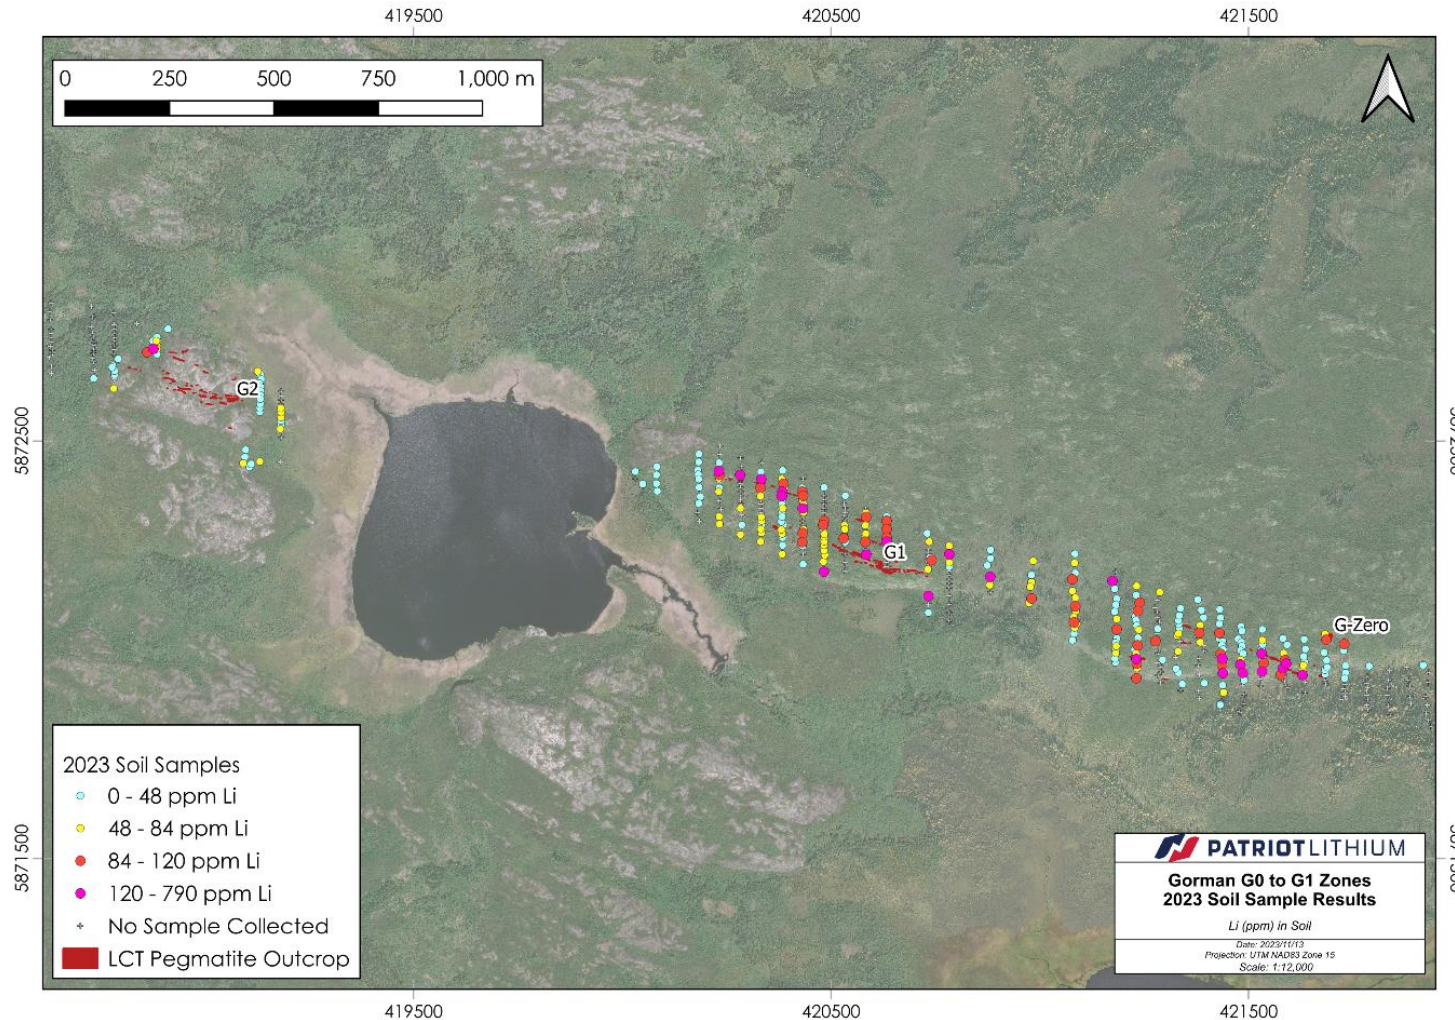 419500 420500 421500
0 250 500 750 1,000 m
G2
5872500
G1
G-Zero
2023 Soil Samples
0 - 48 ppm Li
48 - 84 ppm Li
84 - 120 ppm Li
120 - 790 ppm Li
No Sample Collected
LCT Pegmatite Outcrop
5871500
PATRIOT LITHIUM
Gorman G0 to G1 Zones
2023 Soil Sample Results
Li (ppm) in Soil
Date: 2023/11/13
Projection: UTM NAD83 Zone 15
Scale: 1:12,000
419500 420500 421500